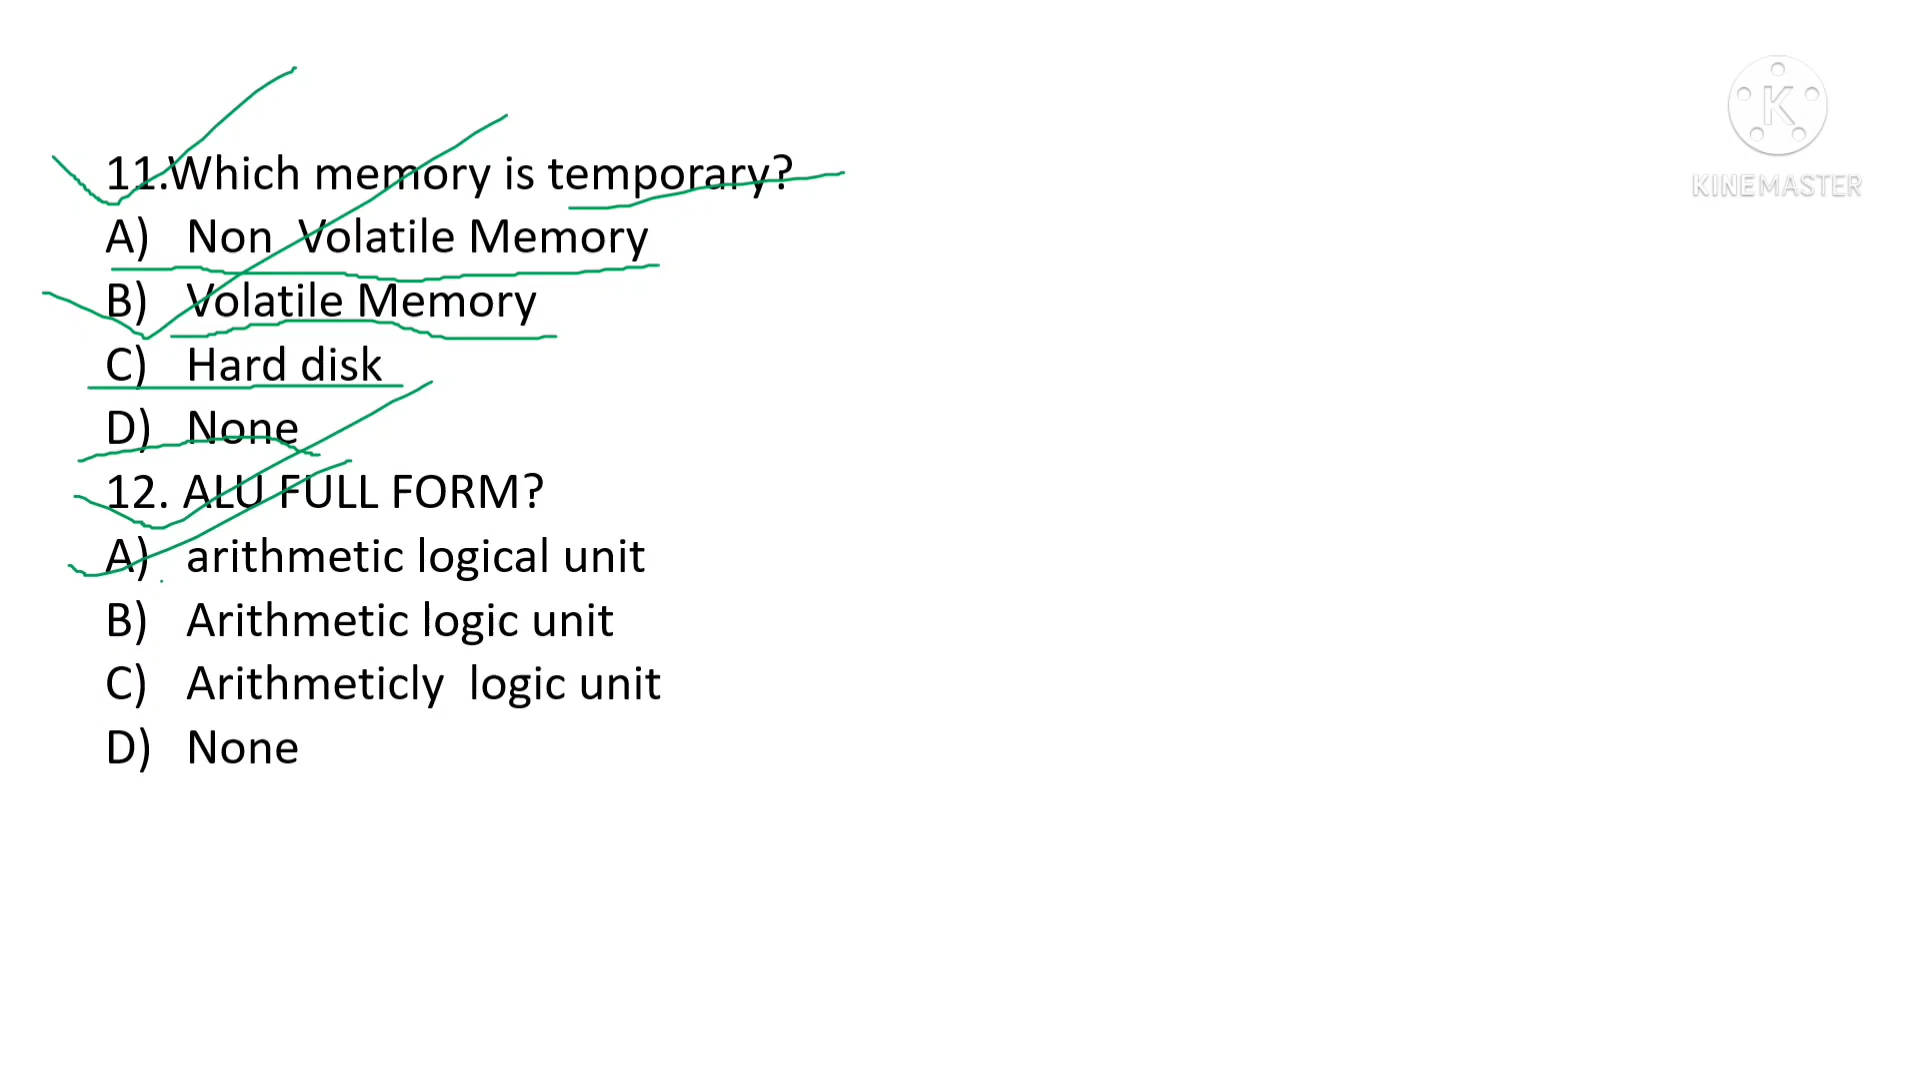 11.Which memory is temporary?
A) Non Volatile Memory
B) Volatile Memory
C) Hard disk
D) None
12. ALU FULL FORM?
A) arithmetic logical unit
B) Arithmetic logic unit
C) Arithmeticly logic unit
D) None
K
KINEMASTER